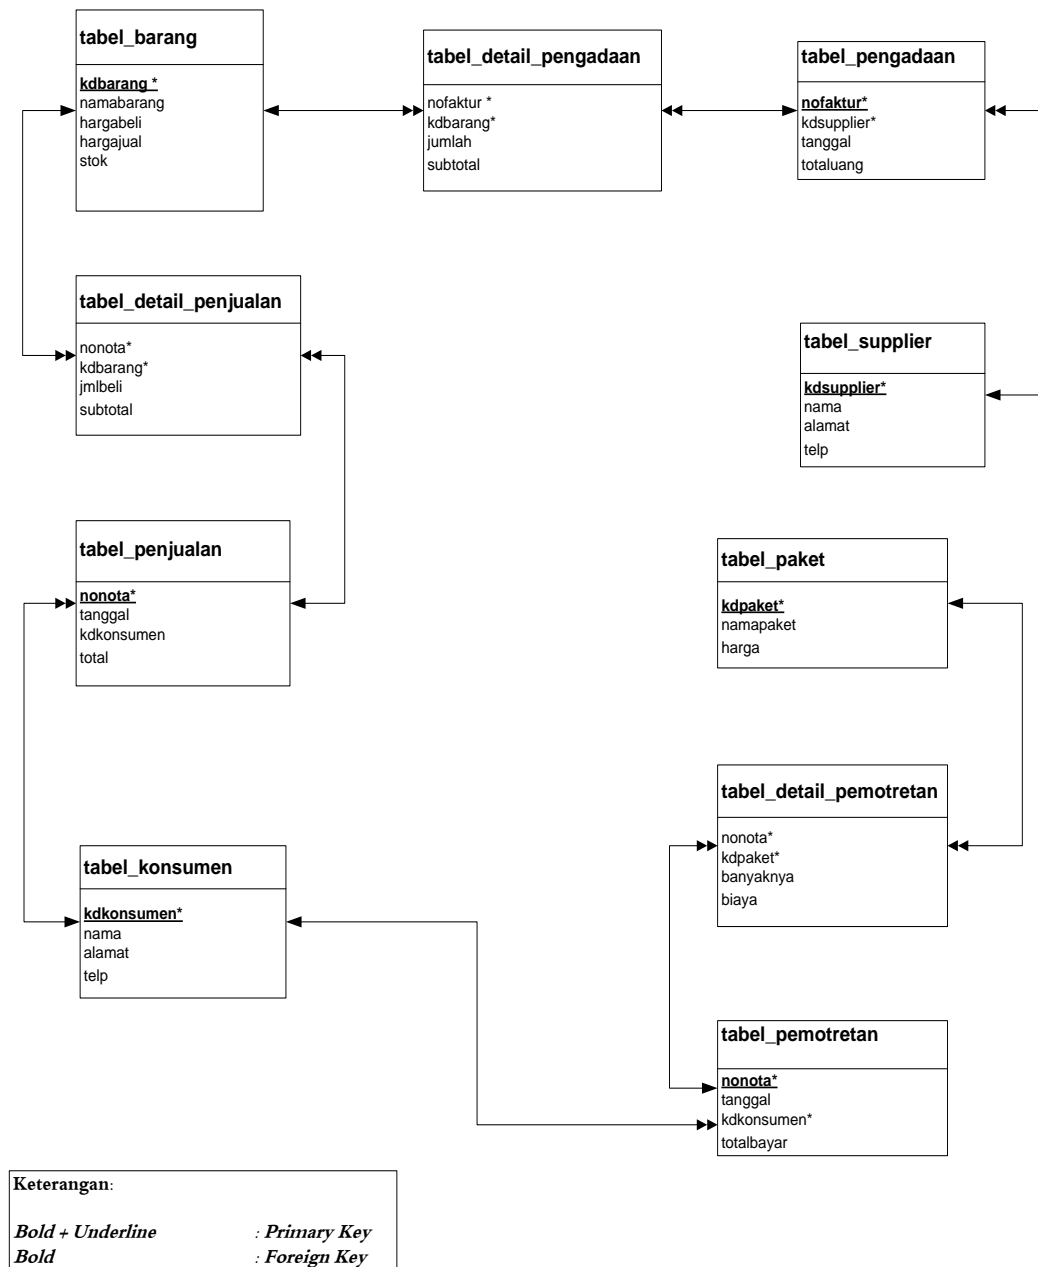 tabel_barang
kdbarang *
namabarang
hargabeli
hargajual
stok
tabel_detail_pengadaan
nofaktur *
kdbarang*
jumlah
subtotal
tabel_pengadaan
nofaktur*
kdsupplier*
tanggal
totaluang
tabel_detail_penjualan
nonota*
kdbarang*
jmlbeli
subtotal
tabel_supplier
kdsupplier*
nama
alamat
telp
tabel_penjualan
nonota*
tanggal
kdkonsumen
total
tabel_paket
kdpaket*
namapaket
harga
tabel_detail_pemotretan
nonota*
kdpaket*
banyaknya
biaya
tabel_konsumen
kdkonsumen*
nama
alamat
telp
tabel_pemotretan
nonota*
tanggal
kdkonsumen*
totalbayar
Keterangan:
Bold + Underline : Primary Key
Bold : Foreign Key